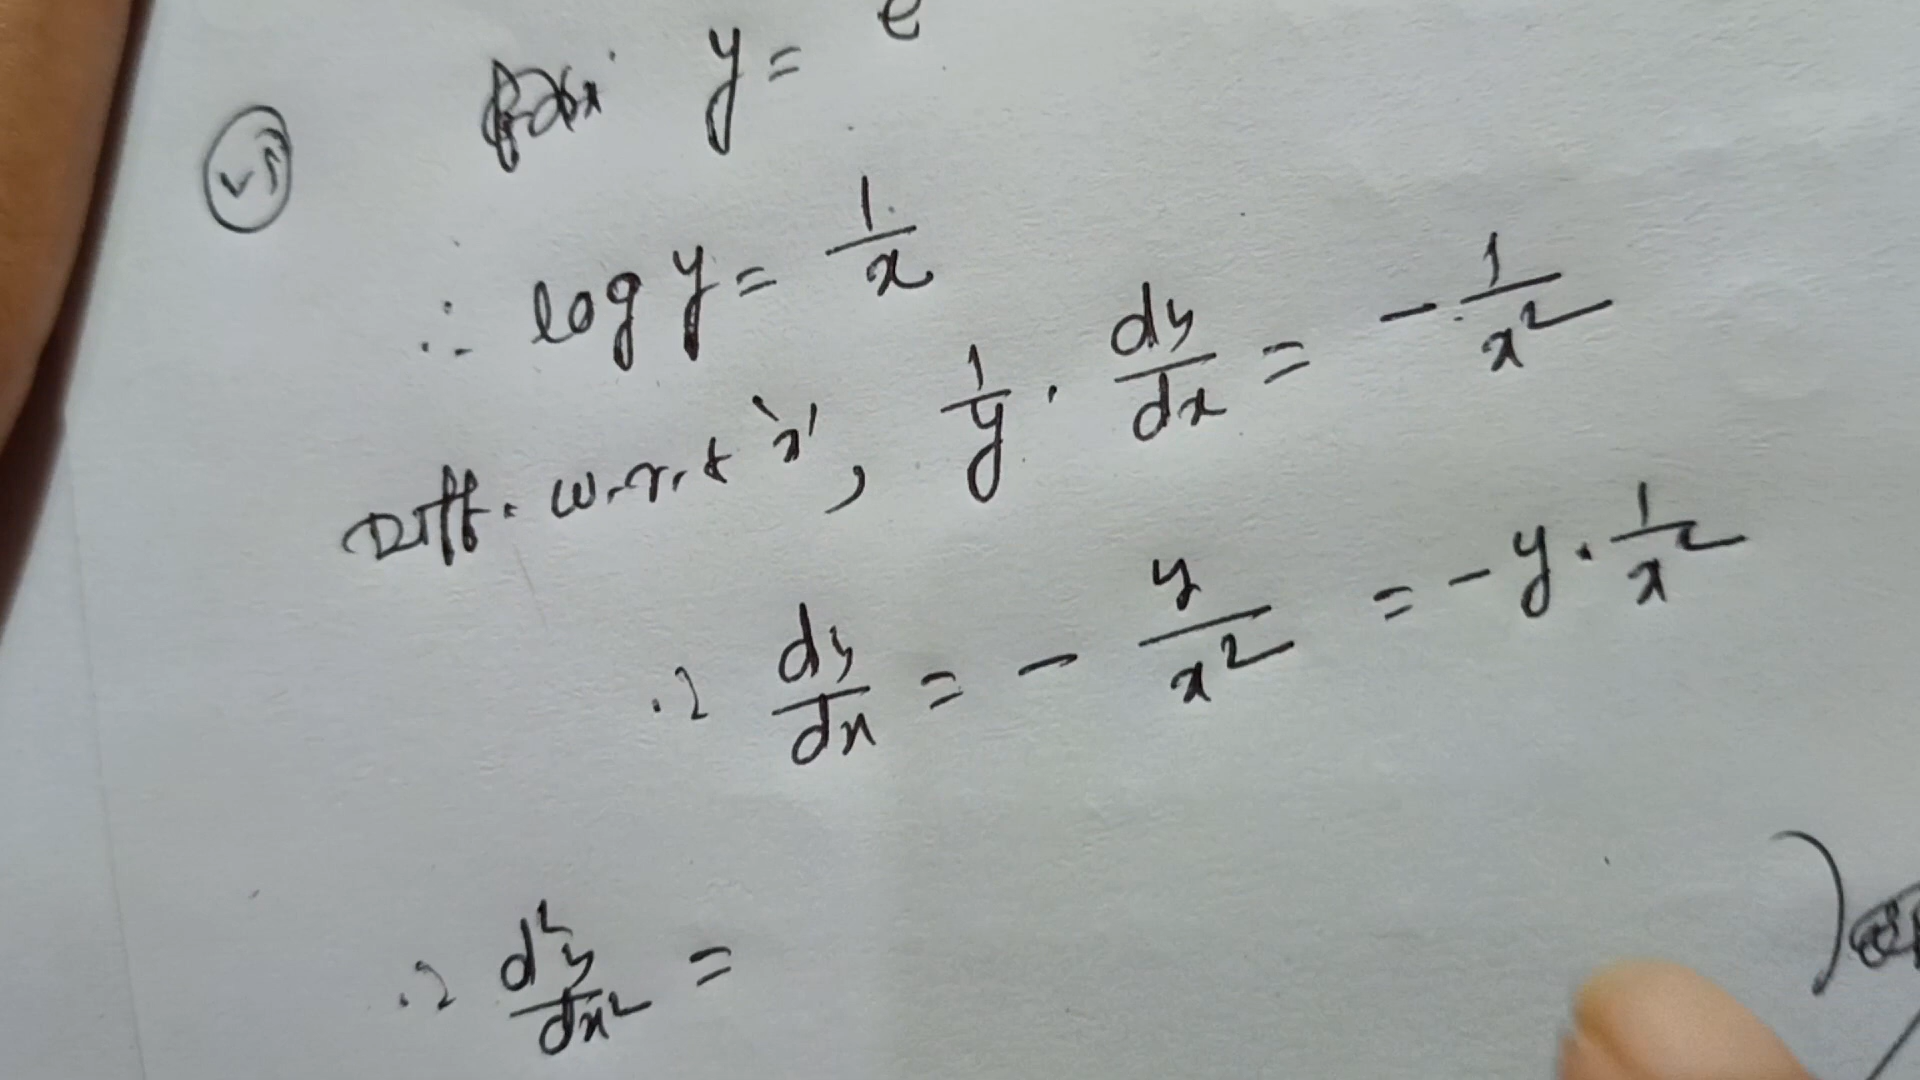 (vi) y = e
∴ log y = 1/x
Diff. w.r.t 'x', 1/y · dy/dx = - 1/x²
∴ dy/dx = - y/x² = - y · 1/x²
∴ d²y/dx² =